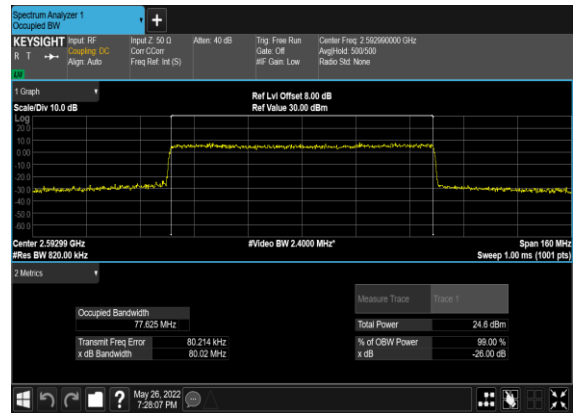 Spectrum Analyzer 1
Occupied BW
+
KEYSIGHT Input: RF Input Z: 50 Ω Atten: 40 dB Trig: Free Run Center Freq: 2.592990000 GHz
R T Coupling: DC Corr CCorr Gate: Off Avg|Hold: 500/500
Align: Auto Freq Ref: Int (S) #IF Gain: Low Radio Std: None
LXI
1 Graph
Scale/Div 10.0 dB
Ref Lvl Offset 8.00 dB
Ref Value 30.00 dBm
Log
20.0
10.0
0.00
-10.0
-20.0
-30.0
-40.0
-50.0
-60.0
Center 2.59299 GHz #Video BW 2.4000 MHz* Span 160 MHz
#Res BW 820.00 kHz Sweep 1.00 ms (1001 pts)
2 Metrics
Measure Trace Trace 1
Occupied Bandwidth
77.625 MHz
Total Power 24.6 dBm
Transmit Freq Error 80.214 kHz
% of OBW Power 99.00 %
x dB Bandwidth 80.02 MHz
x dB -26.00 dB
?
May 26, 2022
7:28:07 PM